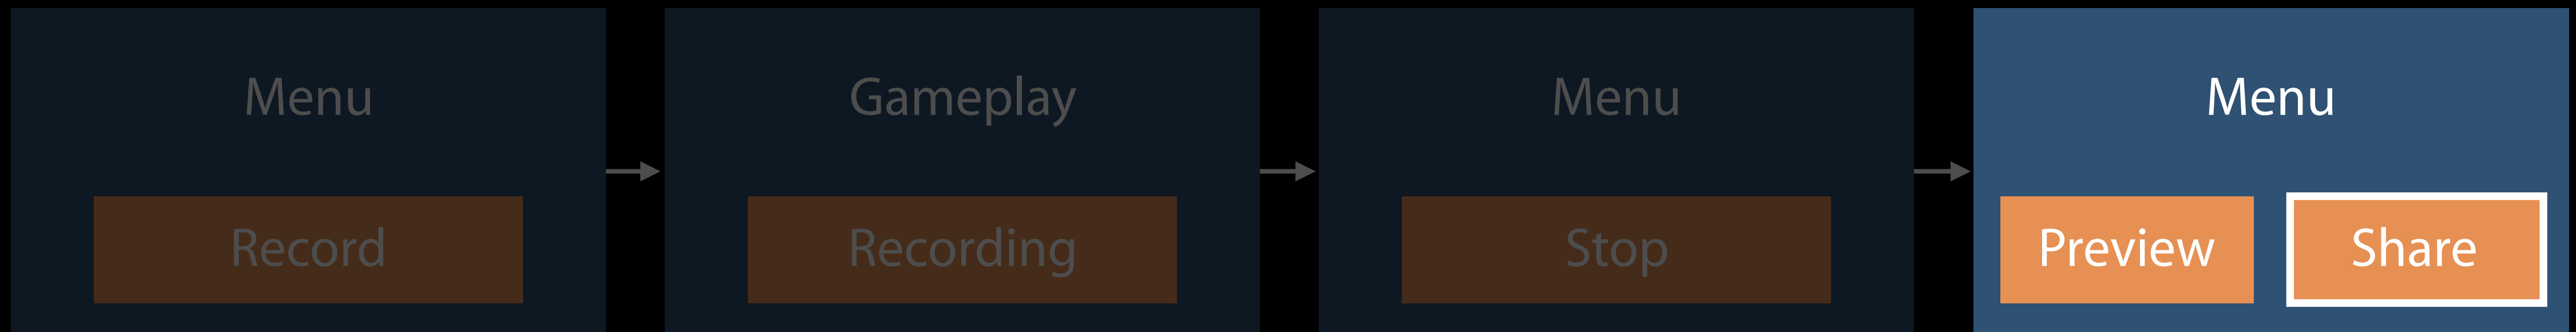 Menu
Record
Gameplay
Recording
Menu
Stop
Menu
Preview
Share